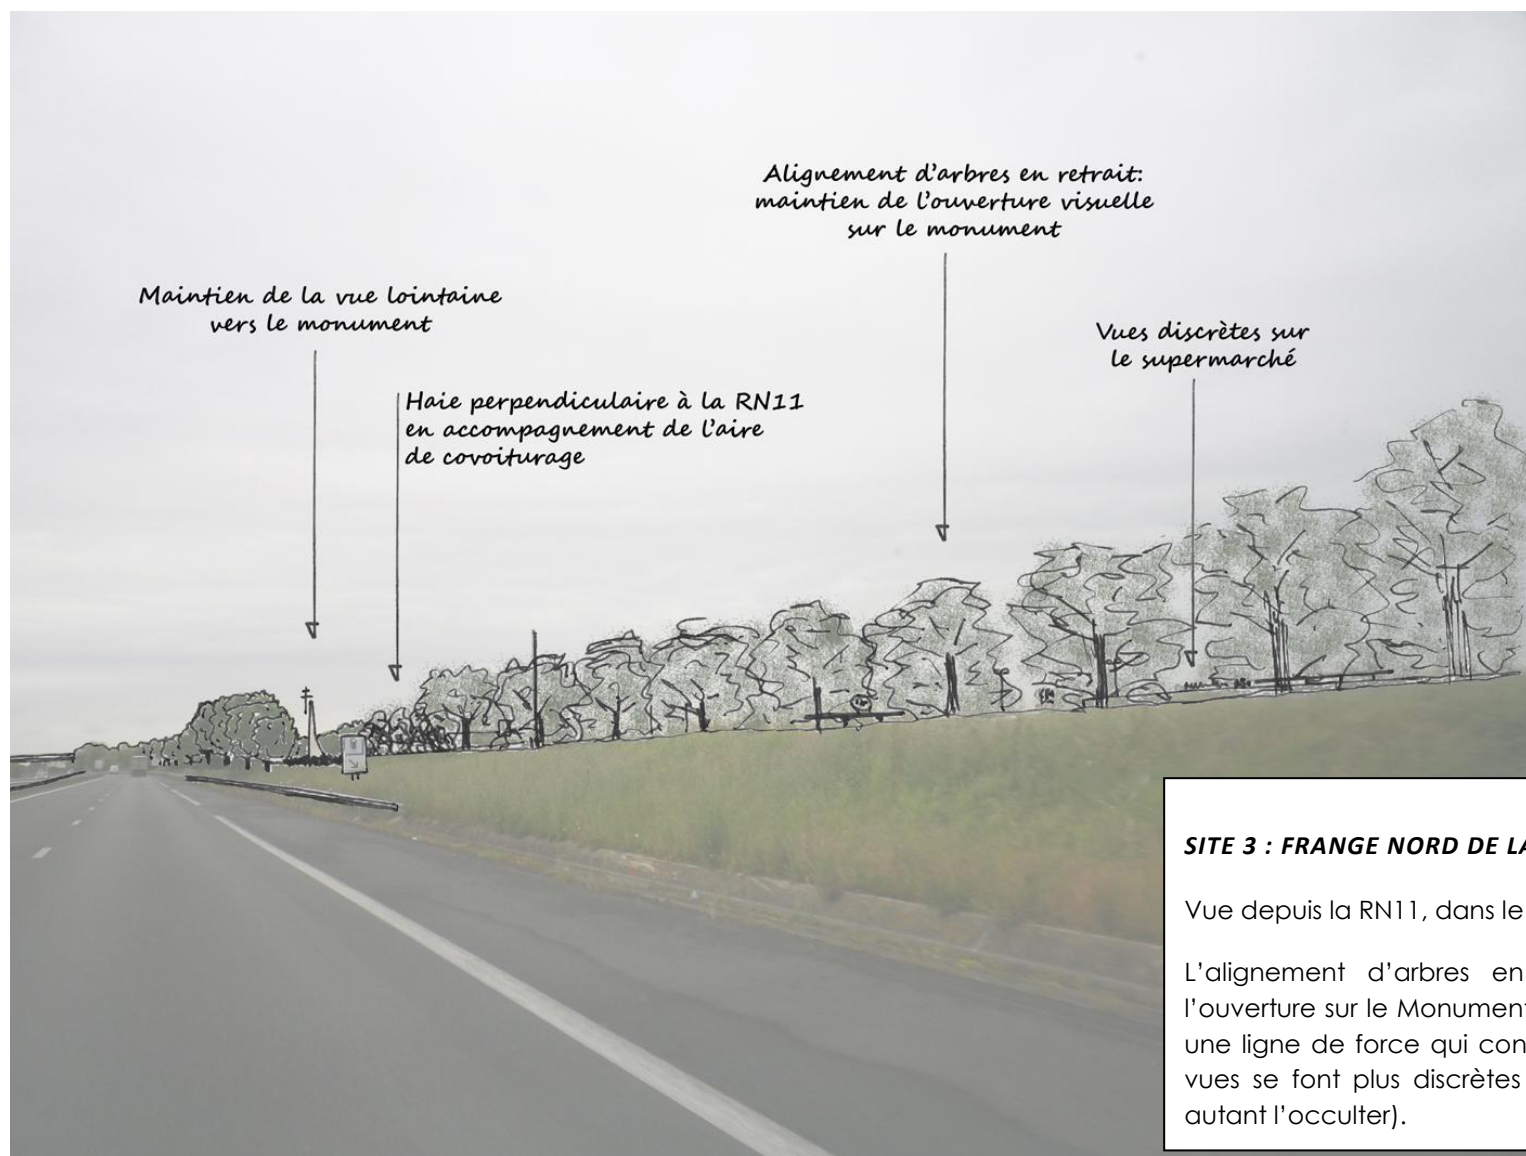 Alignement d'arbres en retrait:
maintien de l'ouverture visuelle
sur le monument
Maintien de la vue lointaine
vers le monument
Vues discrètes sur
le supermarché
Haie perpendiculaire à la RN11
en accompagnement de l'aire
de covoiturage
SITE 3 : FRANGE NORD DE LA
Vue depuis la RN11, dans le
L'alignement d'arbres en
l'ouverture sur le Monument
une ligne de force qui con
vues se font plus discrètes
autant l'occulter).